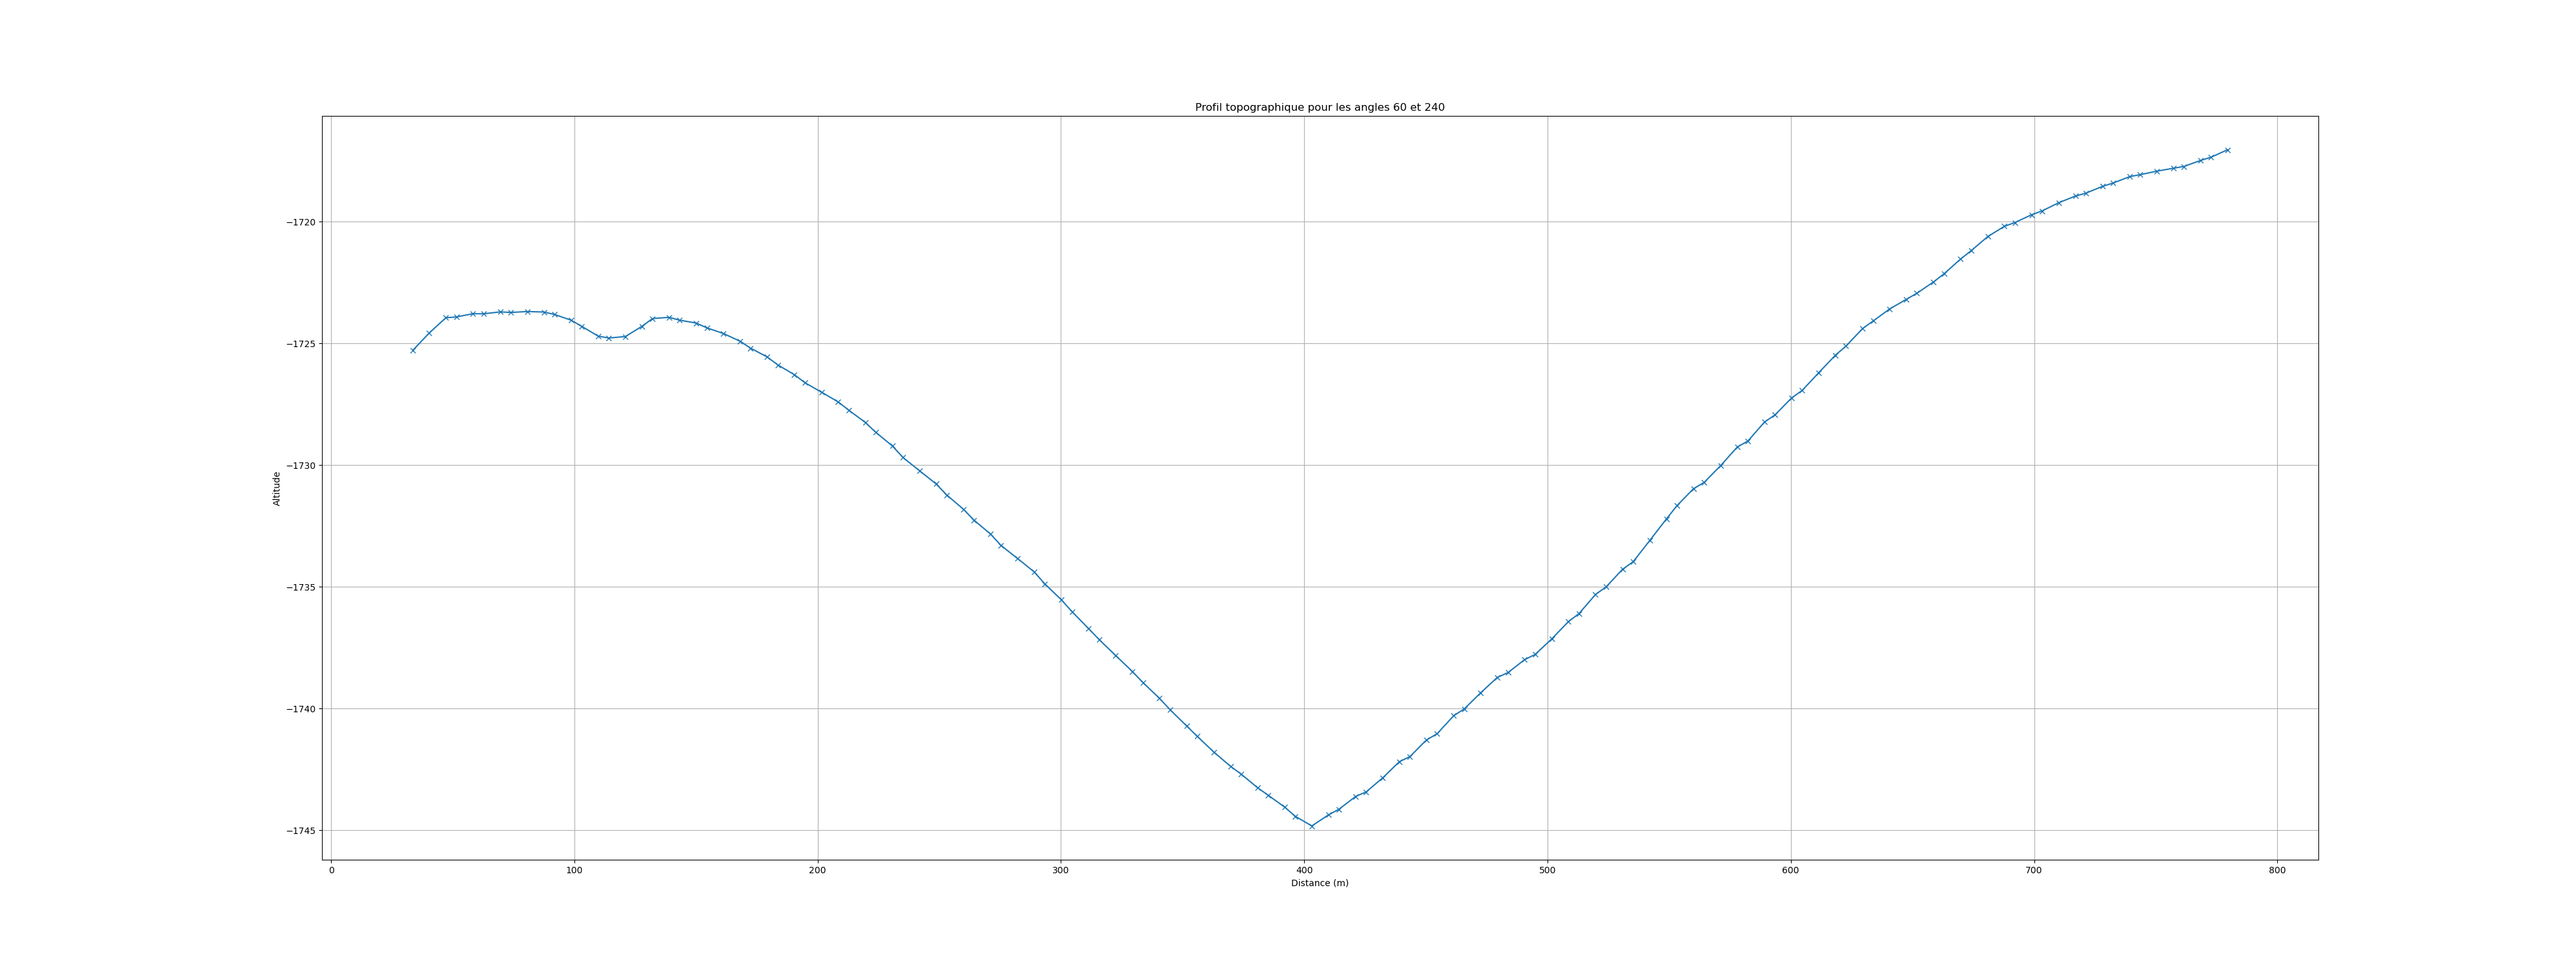 Profil topographique pour les angles 60 et 240
Altitude
−1720
−1725
−1730
−1735
−1740
−1745
0 100 200 300 400 500 600 700 800
Distance (m)